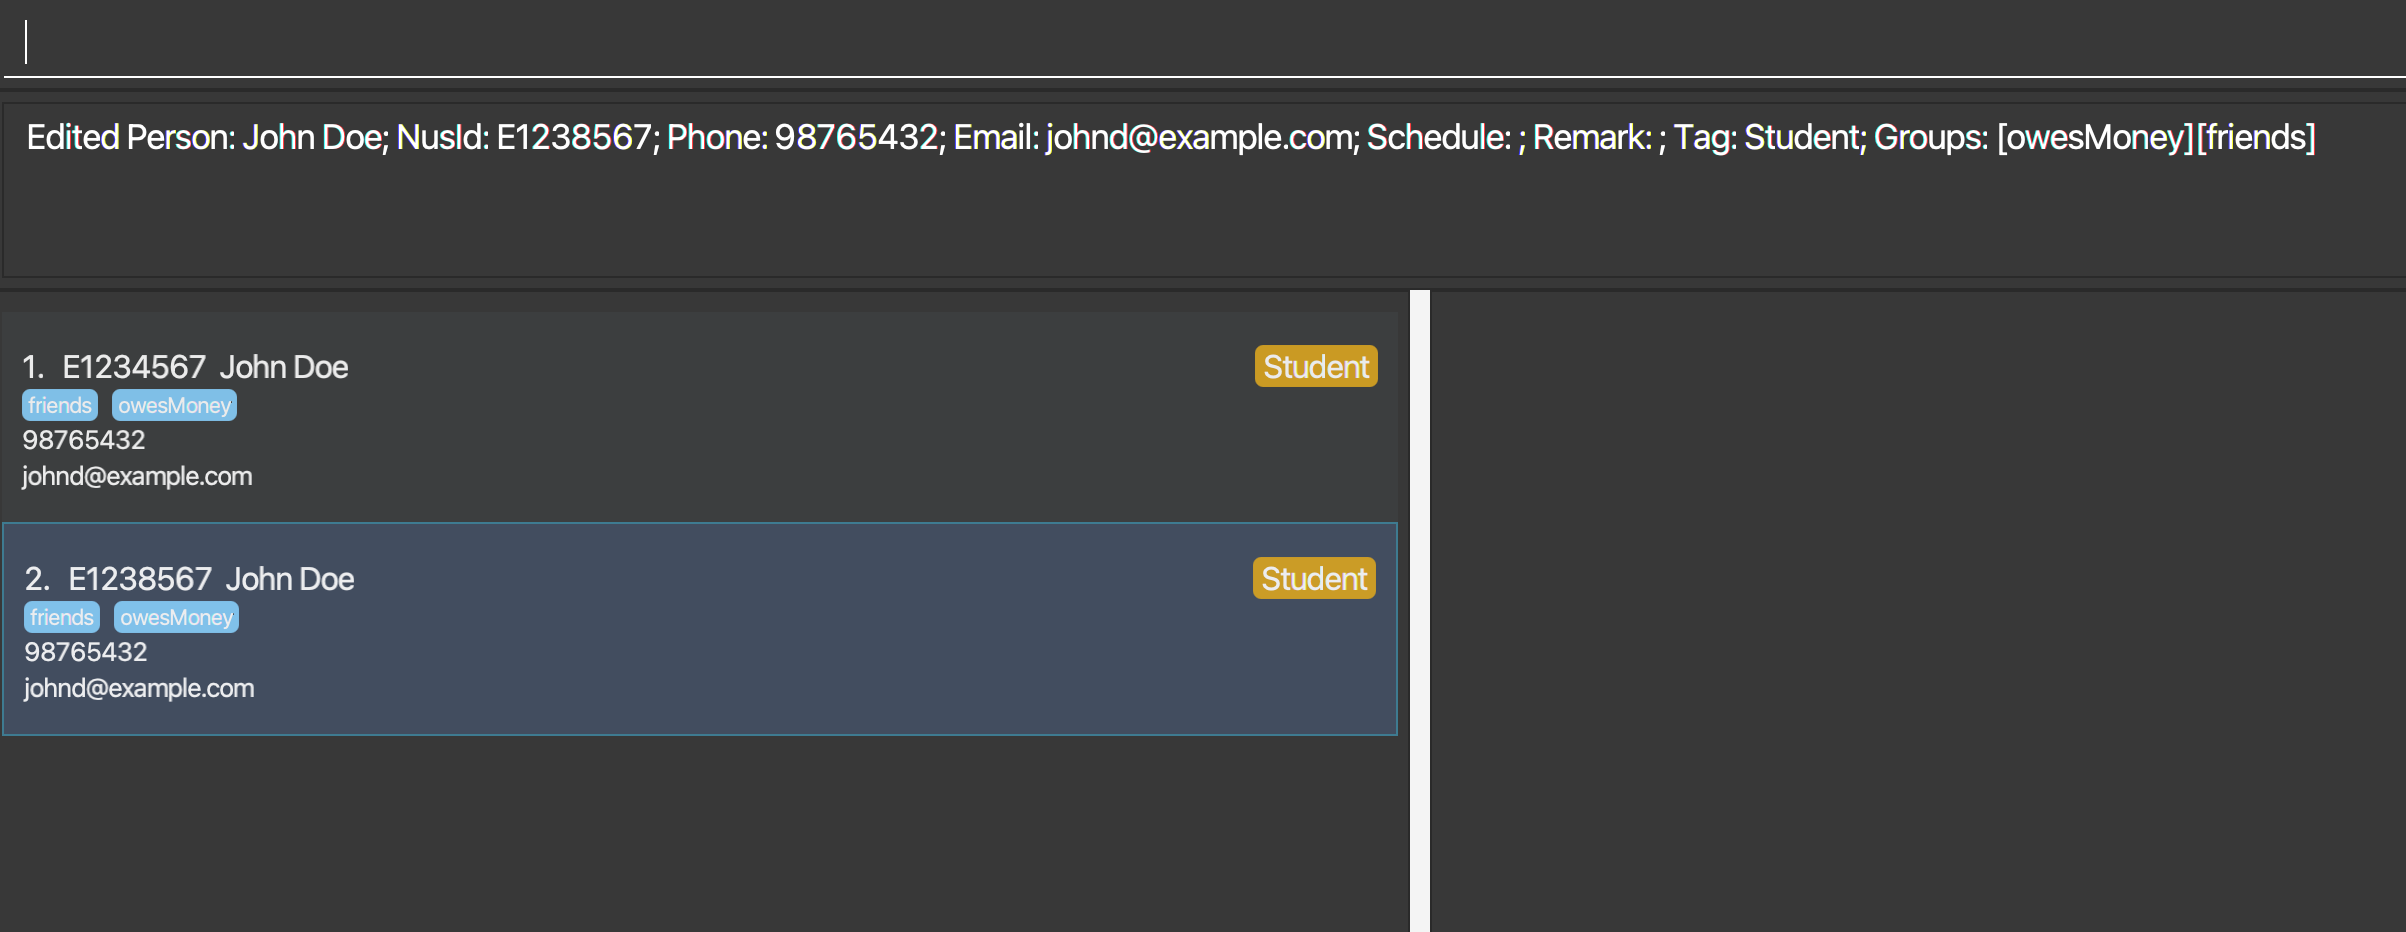 Edited Person: John Doe; NusId: E1238567; Phone: 98765432; Email: johnd@example.com; Schedule: ; Remark: ; Tag: Student; Groups: [owesMoney][friends]
1. E1234567 John Doe Student
friends owesMoney
98765432
johnd@example.com
2. E1238567 John Doe Student
friends owesMoney
98765432
johnd@example.com